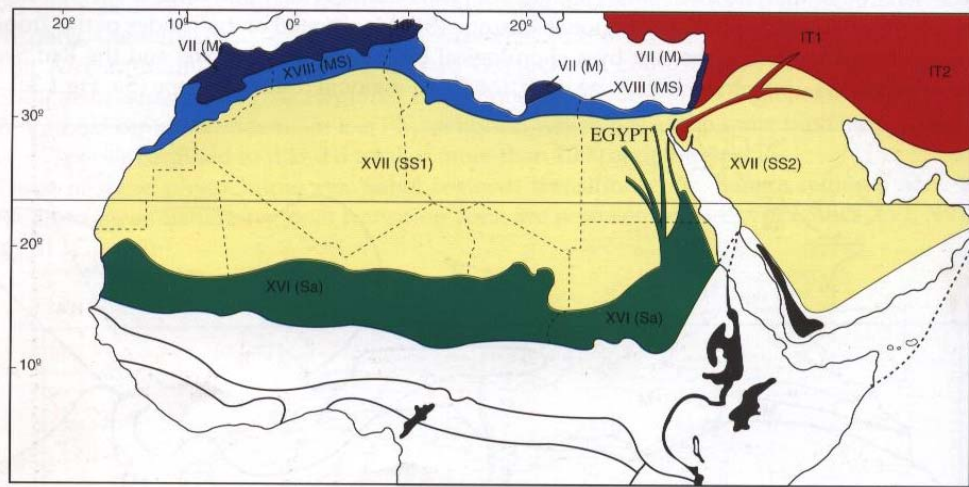 20º 10º 0º 10º 20º
VII (M)
XVIII (MS)
VII (M)
VII (M)
XVIII (MS)
IT1
IT2
30º
EGYPT
XVII (SS1)
XVII (SS2)
20º
XVI (Sa)
XVI (Sa)
10º